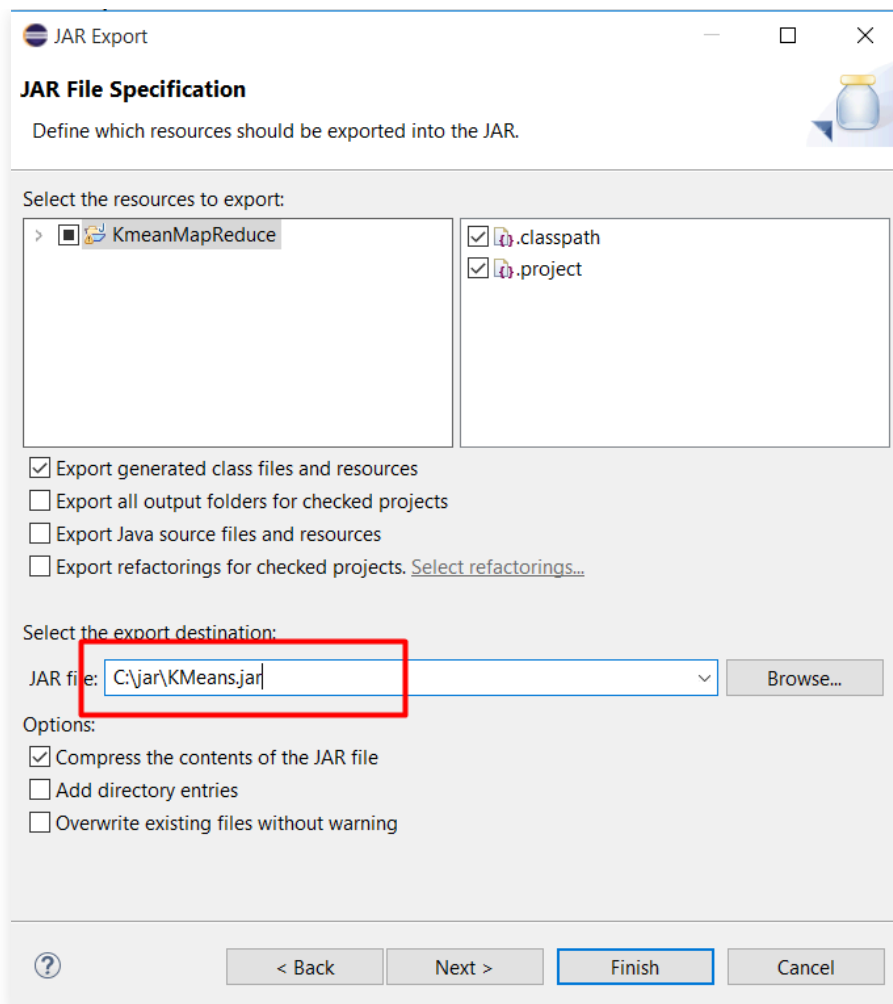 JAR Export
JAR File Specification
Define which resources should be exported into the JAR.
Select the resources to export:
KmeanMapReduce
.classpath
.project
Export generated class files and resources
Export all output folders for checked projects
Export Java source files and resources
Export refactorings for checked projects. Select refactorings...
Select the export destination:
JAR file: C:\jar\KMeans.jar Browse...
Options:
Compress the contents of the JAR file
Add directory entries
Overwrite existing files without warning
? < Back Next > Finish Cancel